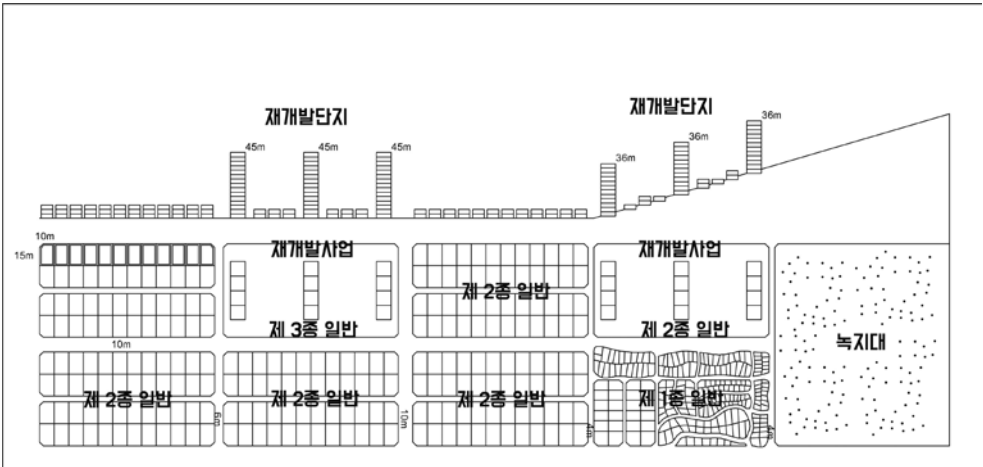 재개발단지
재개발단지
36m
36m
45m
45m
45m
36m
10m
15m
재개발사업
재개발사업
제 2종 일반
제 3종 일반
제 2종 일반
녹지대
10m
제 2종 일반
제 2종 일반
제 2종 일반
제 1종 일반
6m
10m
4m
4m